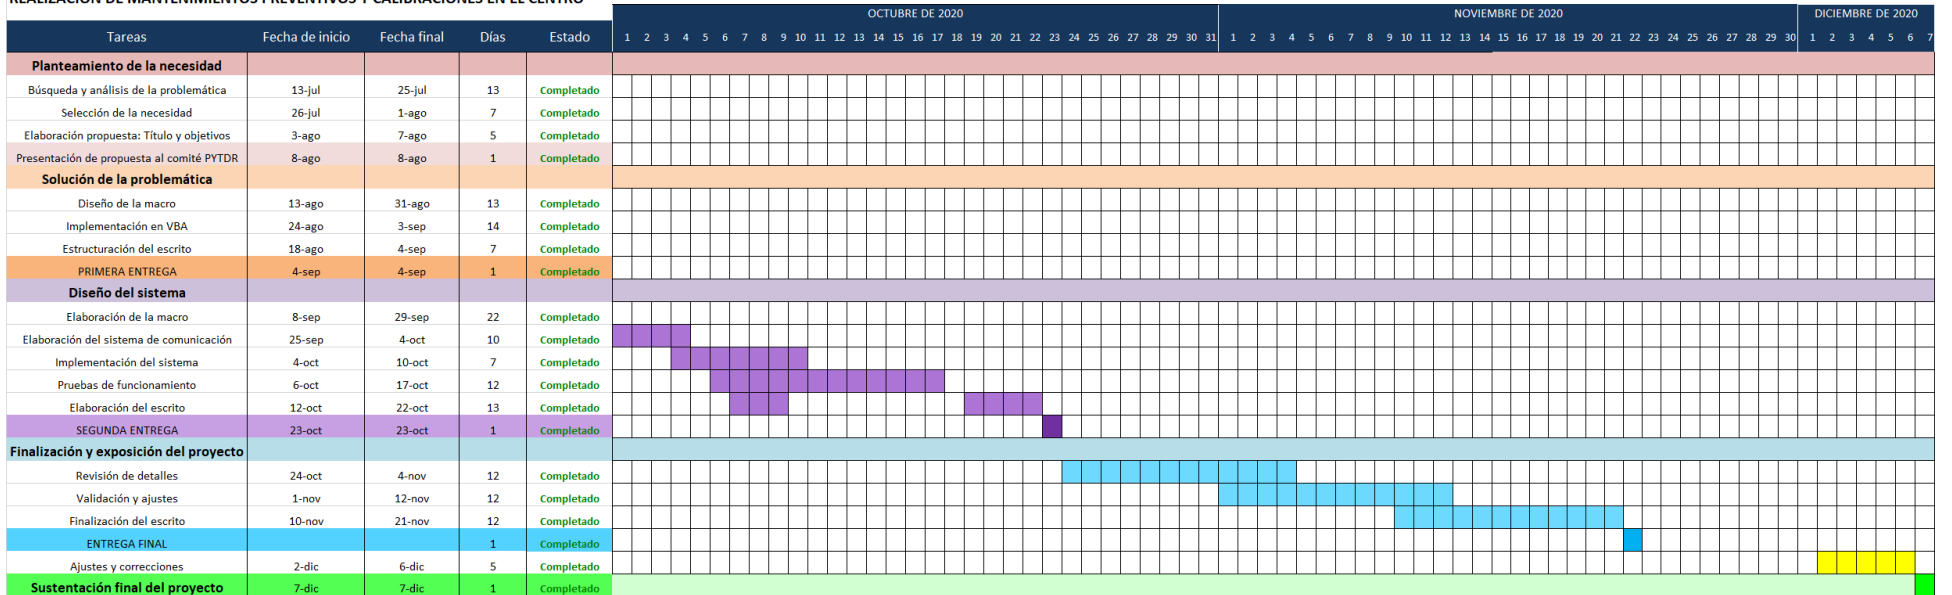 REALIZACIÓN DE MANTENIMIENTOS PREVENTIVOS Y CALIBRACIONES EN EL CENTRO
OCTUBRE DE 2020 NOVIEMBRE DE 2020 DICIEMBRE DE 2020
Tareas Fecha de inicio Fecha final Días Estado 1 2 3 4 5 6 7 8 9 10 11 12 13 14 15 16 17 18 19 20 21 22 23 24 25 26 27 28 29 30 31 1 2 3 4 5 6 7 8 9 10 11 12 13 14 15 16 17 18 19 20 21 22 23 24 25 26 27 28 29 30 1 2 3 4 5 6 7
Planteamiento de la necesidad
Búsqueda y análisis de la problemática 13-jul 25-jul 13 Completado
Selección de la necesidad 26-jul 1-ago 7 Completado
Elaboración propuesta: Título y objetivos 3-ago 7-ago 5 Completado
Presentación de propuesta al comité PYTDR 8-ago 8-ago 1 Completado
Solución de la problemática
Diseño de la macro 13-ago 31-ago 13 Completado
Implementación en VBA 24-ago 3-sep 14 Completado
Estructuración del escrito 18-ago 4-sep 7 Completado
PRIMERA ENTREGA 4-sep 4-sep 1 Completado
Diseño del sistema
Elaboración de la macro 8-sep 29-sep 22 Completado
Elaboración del sistema de comunicación 25-sep 4-oct 10 Completado
Implementación del sistema 4-oct 10-oct 7 Completado
Pruebas de funcionamiento 6-oct 17-oct 12 Completado
Elaboración del escrito 12-oct 22-oct 13 Completado
SEGUNDA ENTREGA 23-oct 23-oct 1 Completado
Finalización y exposición del proyecto
Revisión de detalles 24-oct 4-nov 12 Completado
Validación y ajustes 1-nov 12-nov 12 Completado
Finalización del escrito 10-nov 21-nov 12 Completado
ENTREGA FINAL 1 Completado
Ajustes y correcciones 2-dic 6-dic 5 Completado
Sustentación final del proyecto 7-dic 7-dic 1 Completado